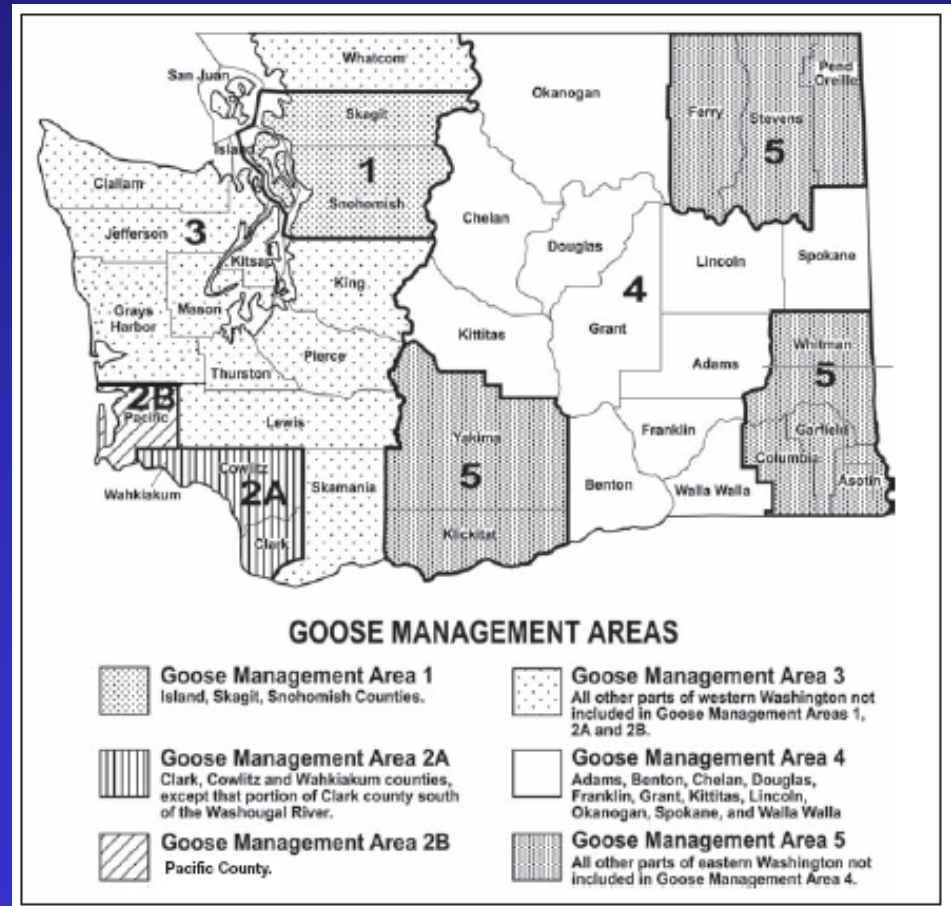 Whatcom
San Juan
Skagit
Island
1
Snohomish
Okanogan
Ferry
Stevens
Pend
Oreille
5
Clallam
Jefferson
3
Kitsap
Chelan
Douglas
Lincoln
Spokane
4
King
Grays
Harbor
Mason
Kittitas
Grant
Pierce
Thurston
Adams
Whitman
5
2B
Pacific
Lewis
Yakima
Franklin
Garfield
Columbia
Asotin
Wahkiakum
Cowlitz
2A
Clark
Skamania
5
Klickitat
Benton
Walla Walla
GOOSE MANAGEMENT AREAS
Goose Management Area 1
Island, Skagit, Snohomish Counties.
Goose Management Area 2A
Clark, Cowlitz and Wahkiakum counties,
except that portion of Clark county south
of the Washougal River.
Goose Management Area 2B
Pacific County.
Goose Management Area 3
All other parts of western Washington not
included in Goose Management Areas 1,
2A and 2B.
Goose Management Area 4
Adams, Benton, Chelan, Douglas,
Franklin, Grant, Kittitas, Lincoln,
Okanogan, Spokane, and Walla Walla
Goose Management Area 5
All other parts of eastern Washington not
included in Goose Management Area 4.